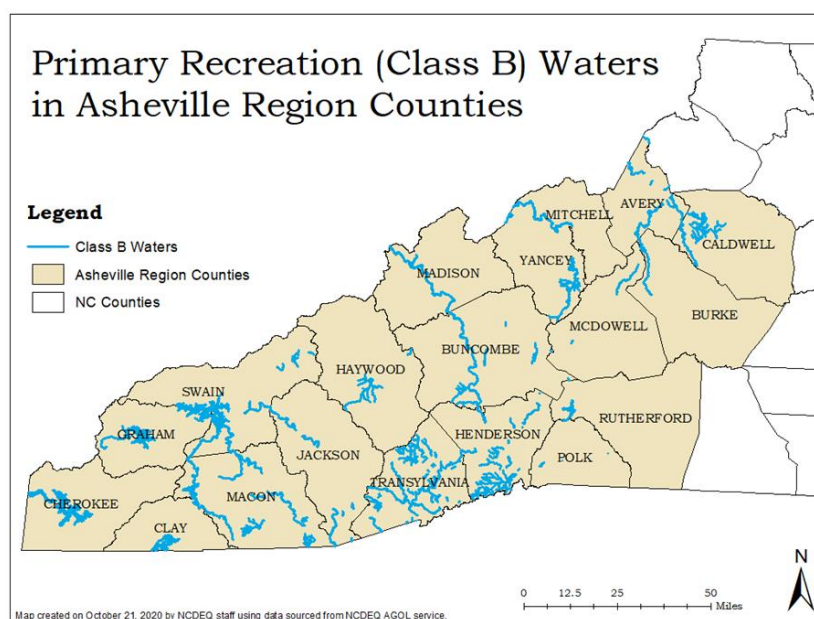 Primary Recreation (Class B) Waters
in Asheville Region Counties
Legend
Class B Waters
Asheville Region Counties
NC Counties
AVERY
MITCHELL
CALDWELL
YANCEY
MADISON
BURKE
MCDOWELL
BUNCOMBE
HAYWOOD
SWAIN
RUTHERFORD
GRAHAM
HENDERSON
JACKSON
POLK
TRANSYLVANIA
MACON
CHEROKEE
CLAY
N
0 12.5 25 50
Miles
Map created on October 21, 2020 by NCDEQ staff using data sourced from NCDEQ AGOL service.